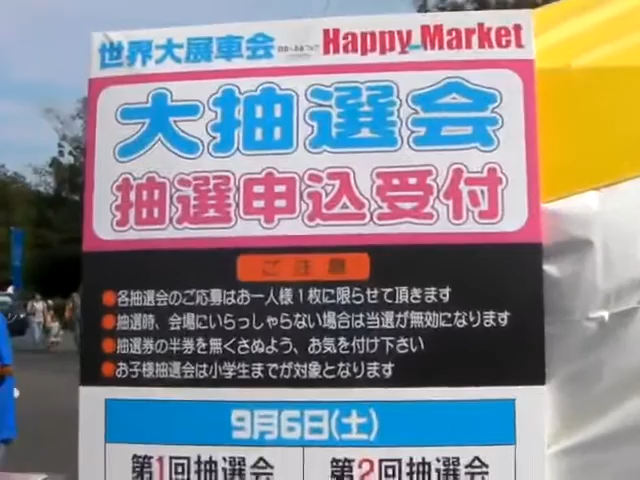 世界大展車会 Happy Market
大抽選会
抽選申込受付
ご注意
●各抽選会のご応募はお一人様1枚に限らせて頂きます
●抽選時、会場にいらっしゃらない場合は当選が無効になります
●抽選券の半券を無くさぬよう、お気を付け下さい
●お子様抽選会は小学生までが対象となります
9月6日(土)
第1回抽選会 第2回抽選会